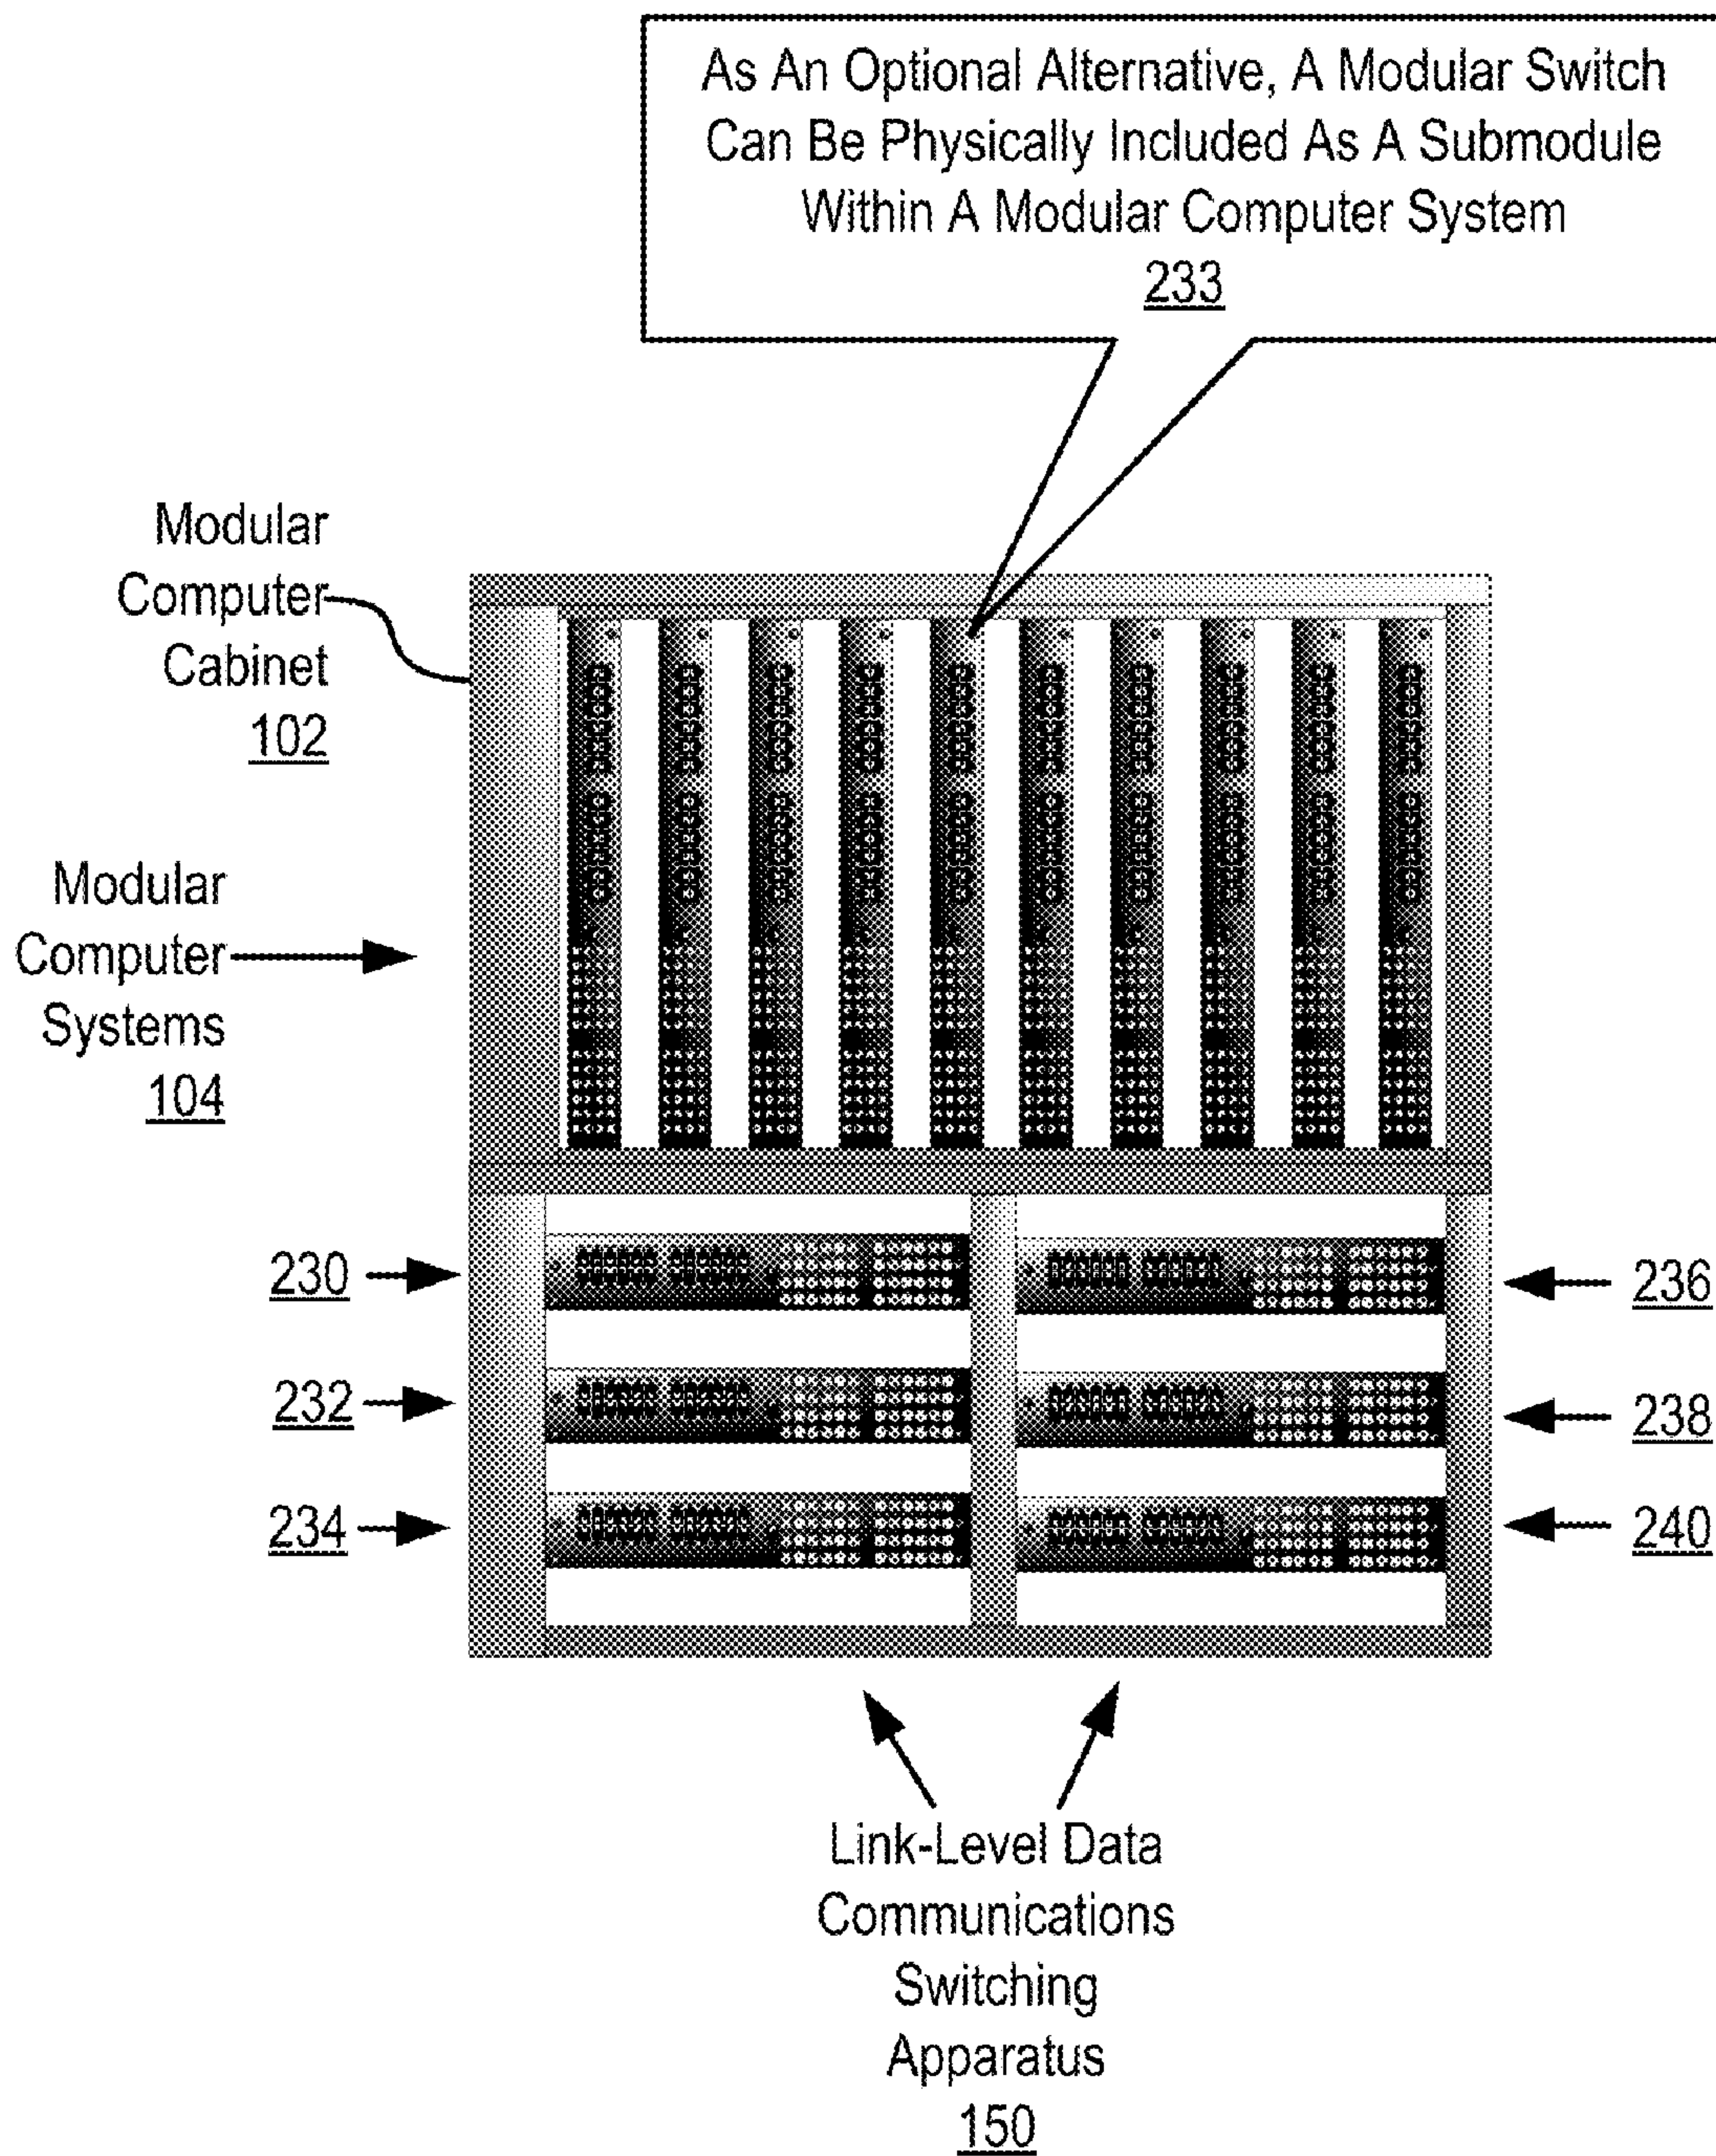 As An Optional Alternative, A Modular Switch
Can Be Physically Included As A Submodule
Within A Modular Computer System
233
Modular
Computer
Cabinet
102
Modular
Computer
Systems
104
230
236
232
238
234
240
Link-Level Data
Communications
Switching
Apparatus
150